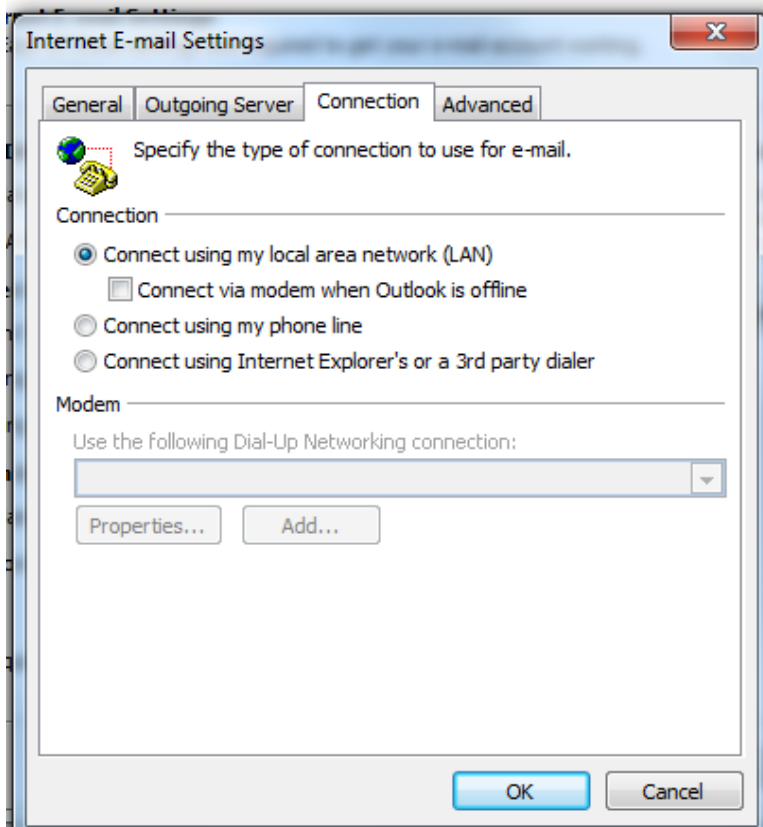 Internet E-mail Settings
General
Outgoing Server
Connection
Advanced
Specify the type of connection to use for e-mail.
Connection
Connect using my local area network (LAN)
Connect via modem when Outlook is offline
Connect using my phone line
Connect using Internet Explorer's or a 3rd party dialer
Modem
Use the following Dial-Up Networking connection:
Properties...
Add...
OK
Cancel